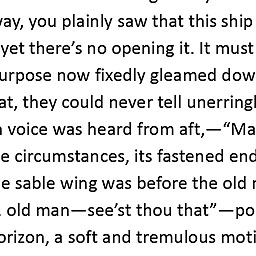 way, you plainly saw that this ship
yet there's no opening it. It must
urpose now fixedly gleamed dow
at, they could never tell unerringl
voice was heard from aft,—“Ma
e circumstances, its fastened end
e sable wing was before the old
old man—see'st thou that”—po
orizon, a soft and tremulous moti